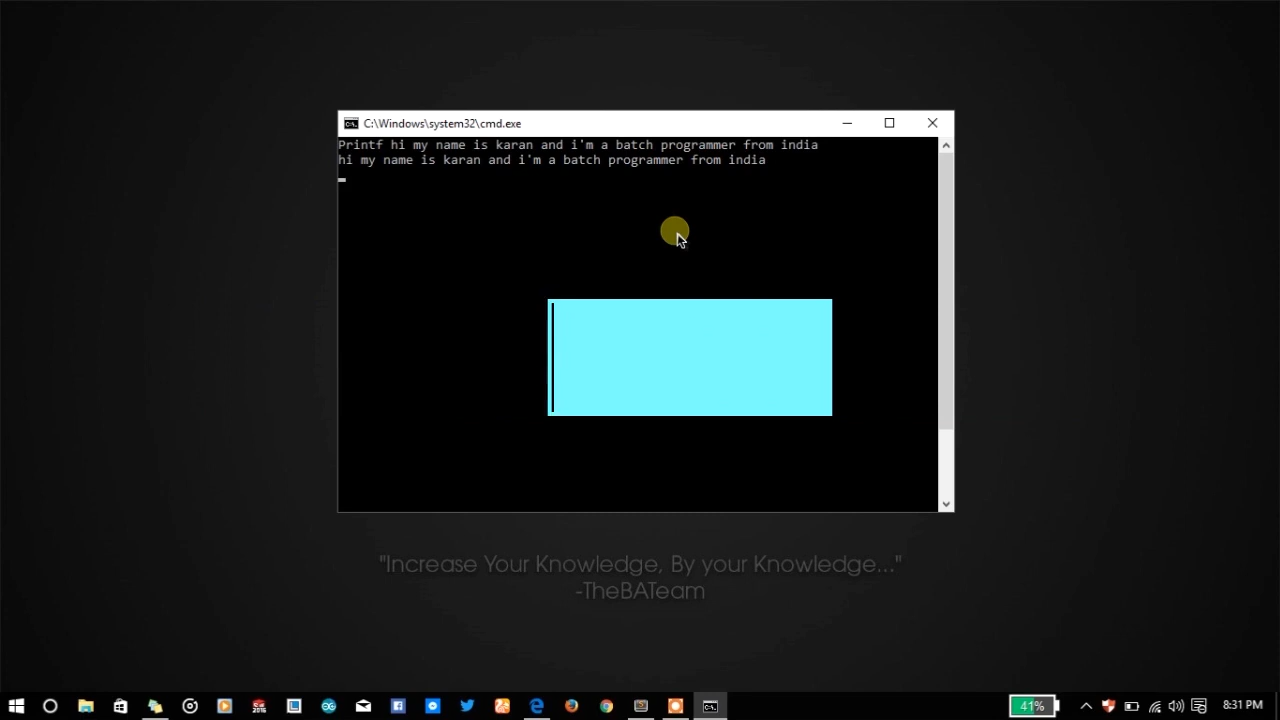 C:\Windows\system32\cmd.exe
Printf hi my name is karan and i'm a batch programmer from india
hi my name is karan and i'm a batch programmer from india
"Increase Your Knowledge, By your Knowledge..."
-TheBATeam
41%
8:31 PM